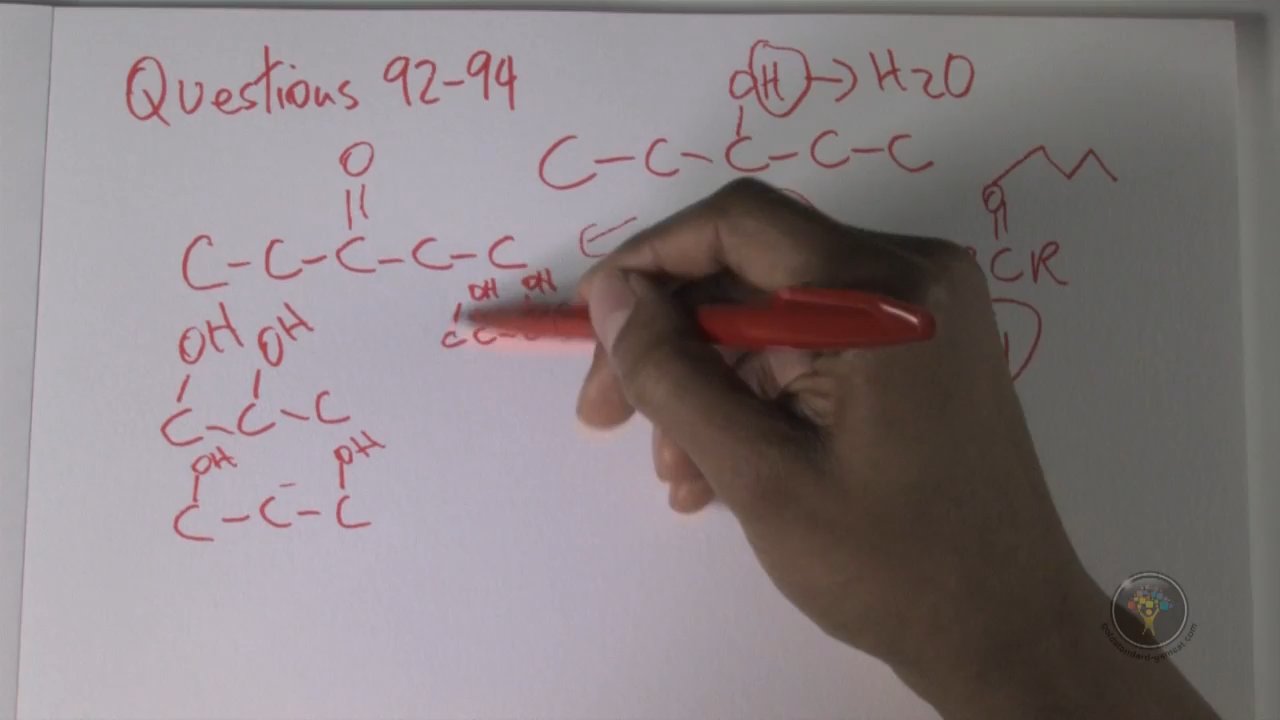 Questions 92-94
OH → H2O
C-C-C-C-C
O
O
C-C-C-C-C
CR
OH OH
OH OH
C C-
C-C-C
OH OH
C-C-C